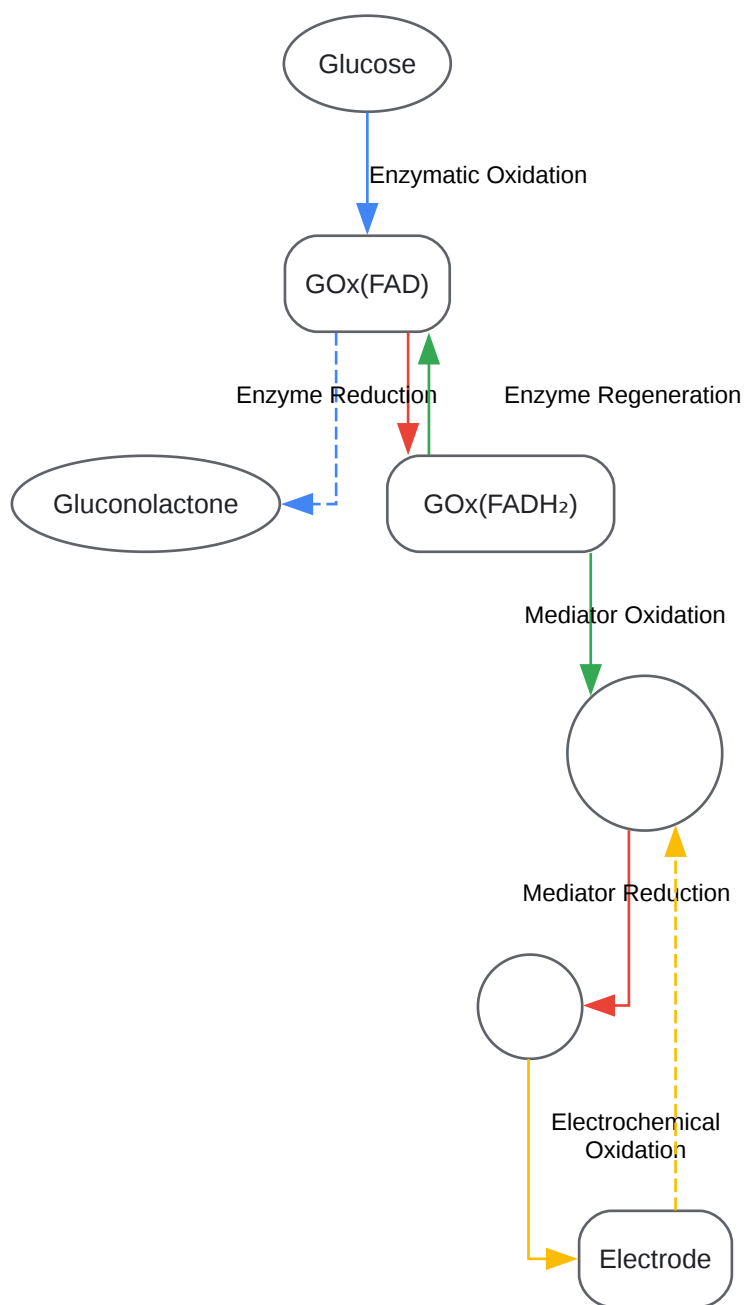 Glucose
Enzymatic Oxidation
GOx(FAD)
Enzyme Reduction
Enzyme Regeneration
Gluconolactone
GOx(FADH₂)
Mediator Oxidation
Mediator Reduction
Electrochemical
Oxidation
Electrode